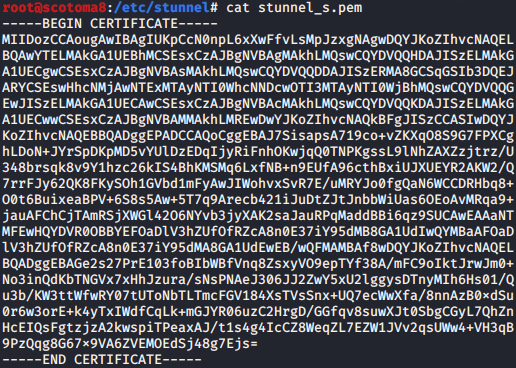 root@scotoma8:/etc/stunnel# cat stunnel_s.pem
-----BEGIN CERTIFICATE-----
MIIDozCCAougAwIBAgIUKpCcN0npL6xXwFfvLsMpJzxgNAgwDQYJKoZIhvcNAQEL
BQAwYTELMAkGA1UEBhMCSEsxCzAJBgNVBAgMAkhLMQswCQYDVQQHDAJISzELMAkG
A1UECgwCSEsxCzAJBgNVBAsMAkhLMQswCQYDVQQDDAJISzERMA8GCSqGSIb3DQEJ
ARYCSEswHhcNMjAwNTExMTAyNTI0WhcNNDcwOTI3MTAyNTI0WjBhMQswCQYDVQQG
EwJISzELMAkGA1UECAwCSEsxCzAJBgNVBAcMAkhLMQswCQYDVQQKDAJISzELMAkG
A1UECwwCSEsxCzAJBgNVBAMMAkhLMREwDwYJKoZIhvcNAQkBFgJISzCCASIwDQYJ
KoZIhvcNAQEBBQADggEPADCCAQoCggEBAJ7SisapsA719co+vZKXqO8S9G7FPXCg
hLDoN+JYrSpDKpMD5vYUlDzEDqIjyRiFnhOKwjqQ0TNPKgssL9lNhZAXZzjtrz/U
348brsqk8v9Y1hzc26kIS4BhKMSMq6LxfNB+n9EUfA96cthBxiUJXUEYR2AKW2/Q
7rrFJy62QK8FKySOh1GVbd1mFyAwJIWohvxSvR7E/uMRYJo0fgQaN6WCCDRHbq8+
O0t6BuixeaBPV+6S8s5Aw+5T7q9Arecb421iJuDtZJtJnbbWiUas6OEoAvMRqa9+
jauAFChCjTAmRSjXWGl42O6NYvb3jyXAK2saJauRPqMaddBBi6qz9SUCAwEAAaNT
MFEwHQYDVR0OBBYEFOaDlV3hZUfOfRZcA8n0E37iY95dMB8GA1UdIwQYMBaAFOaD
lV3hZUfOfRZcA8n0E37iY95dMA8GA1UdEwEB/wQFMAMBAf8wDQYJKoZIhvcNAQEL
BQADggEBAGe2s27PrE103foBIbWBfVnq8ZsxyVO9epTYf38A/mFC9oIktJrwJm0+
No3inQdKbTNGVx7xHhJzura/sNsPNAeJ306JJ2ZwY5xU2lggysDTnyMIh6Hs01/Q
u3b/KW3ttWfwRY07tUToNbTLTmcFGV184XsTVsSnx+UQ7ecWwXfa/8nnAzB0×dSu
0r6w3orE+k4yTxIWdfCqLk+mGJYR06uzC2HrgD/GGfqv8suwXJt0SbgCGyL7QhZn
HcEIQsFgtzjzA2kwspiTPeaxAJ/t1s4g4IcCZ8WeqZL7EZW1JVv2qsUWw4+VH3qB
9PzQqg8G67×9VA6ZVEMOEdSj48g7Ejs=
-----END CERTIFICATE-----